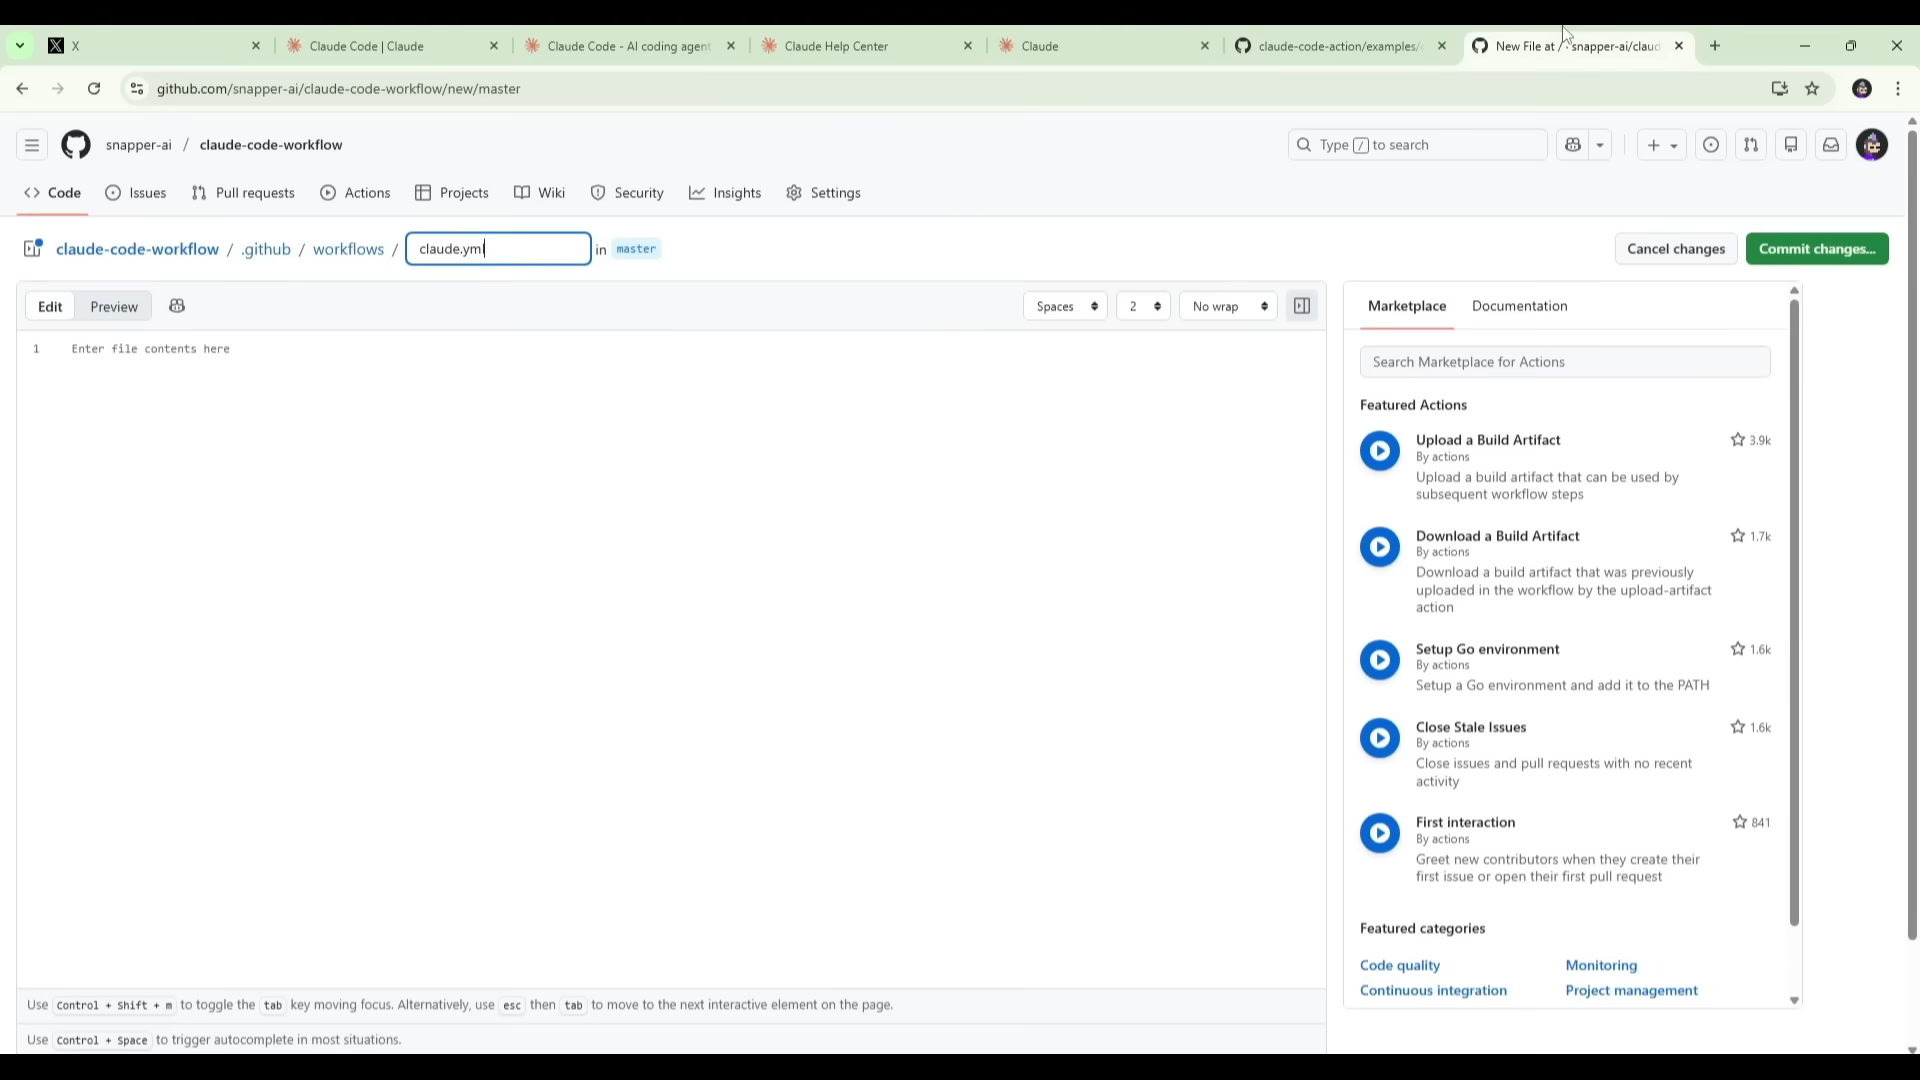 X
Claude Code | Claude
Claude Code - AI coding agent
Claude Help Center
Claude
claude-code-action/examples/
New File at / · snapper-ai/claud
github.com/snapper-ai/claude-code-workflow/new/master
snapper-ai / claude-code-workflow
Type / to search
Code Issues Pull requests Actions Projects Wiki Security Insights Settings
claude-code-workflow / .github / workflows / claude.yml in master
Cancel changes
Commit changes...
Edit Preview
Spaces 2 No wrap
1 Enter file contents here
Use Control + Shift + m to toggle the tab key moving focus. Alternatively, use esc then tab to move to the next interactive element on the page.
Use Control + Space to trigger autocomplete in most situations.
Marketplace Documentation
Search Marketplace for Actions
Featured Actions
Upload a Build Artifact 3.9k
By actions
Upload a build artifact that can be used by
subsequent workflow steps
Download a Build Artifact 1.7k
By actions
Download a build artifact that was previously
uploaded in the workflow by the upload-artifact
action
Setup Go environment 1.6k
By actions
Setup a Go environment and add it to the PATH
Close Stale Issues 1.6k
By actions
Close issues and pull requests with no recent
activity
First interaction 841
By actions
Greet new contributors when they create their
first issue or open their first pull request
Featured categories
Code quality Monitoring
Continuous integration Project management